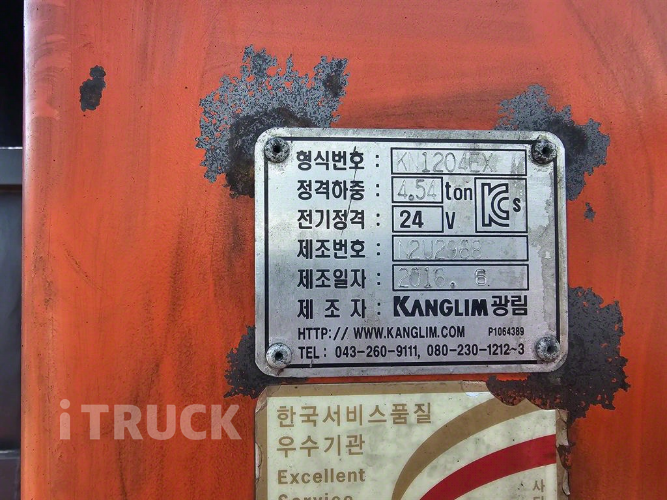 형식번호 : KN1204
정격하중 : 4.54 ton
전기정격 : 24 V
KCs
제조번호 :
제조일자 : 2016. 6
제 조 자 : KANGLIM 광림
HTTP:// WWW.KANGLIM.COM P1064389
TEL : 043-260-9111, 080-230-1212~3
iTRUCK
한국서비스품질
우수기관
Excellent
Service